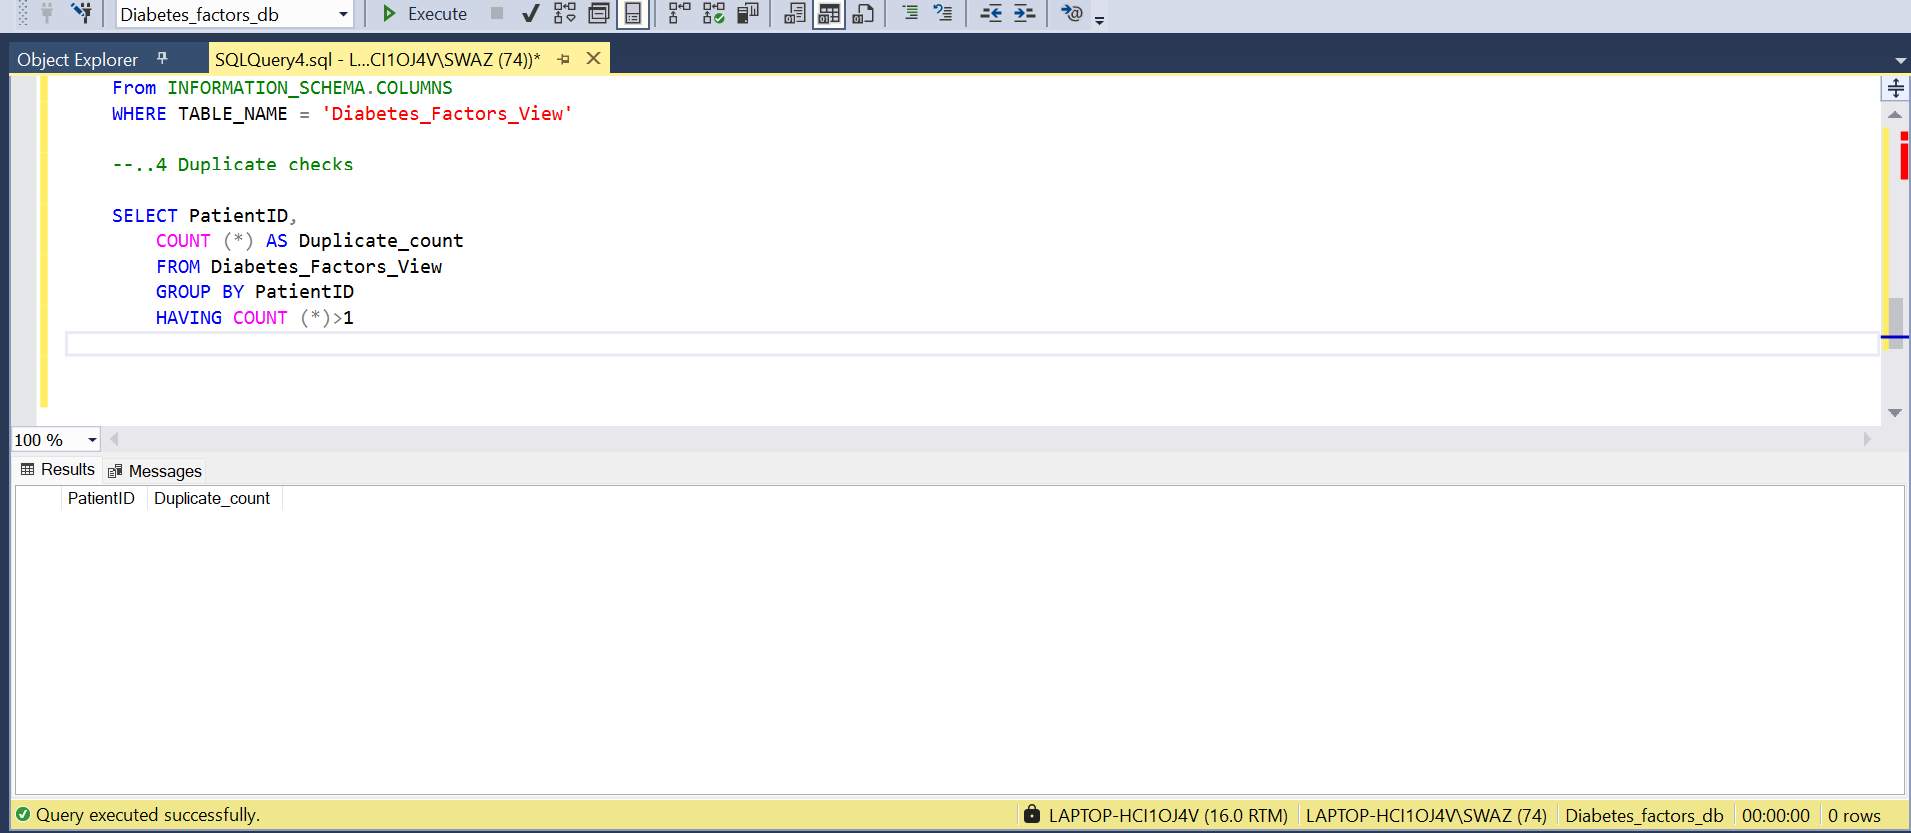 Diabetes_factors_db Execute
Object Explorer SQLQuery4.sql - L...CI1OJ4V\SWAZ (74))*
From INFORMATION_SCHEMA.COLUMNS
WHERE TABLE_NAME = 'Diabetes_Factors_View'
--..4 Duplicate checks
SELECT PatientID,
COUNT (*) AS Duplicate_count
FROM Diabetes_Factors_View
GROUP BY PatientID
HAVING COUNT (*)>1
100 %
Results Messages
PatientID Duplicate_count
Query executed successfully. LAPTOP-HCI1OJ4V (16.0 RTM) LAPTOP-HCI1OJ4V\SWAZ (74) Diabetes_factors_db 00:00:00 0 rows